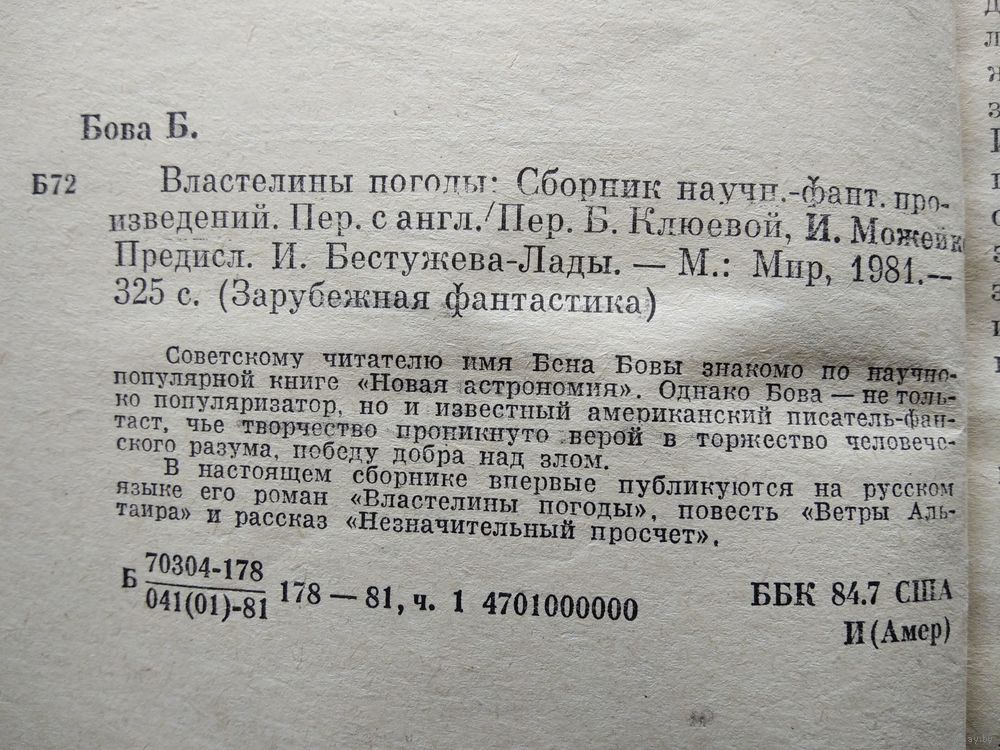 Бова Б.
Б72
Властелины погоды: Сборник научн.-фант. про-
изведений. Пер. с англ./Пер. Б. Клюевой, И. Можейко
Предисл. И. Бестужева-Лады. — М.: Мир, 1981.—
325 с. (Зарубежная фантастика)
Советскому читателю имя Бена Бовы знакомо по научно-
популярной книге «Новая астрономия». Однако Бова — не толь-
ко популяризатор, но и известный американский писатель-фан-
таст, чье творчество проникнуто верой в торжество человече-
ского разума, победу добра над злом.
В настоящем сборнике впервые публикуются на русском
языке его роман «Властелины погоды», повесть «Ветры Аль-
таира» и рассказ «Незначительный просчет».
Б 70304-178
041(01)-81 178 — 81, ч. 1 4701000000
ББК 84.7 США
И (Амер)
ay.by